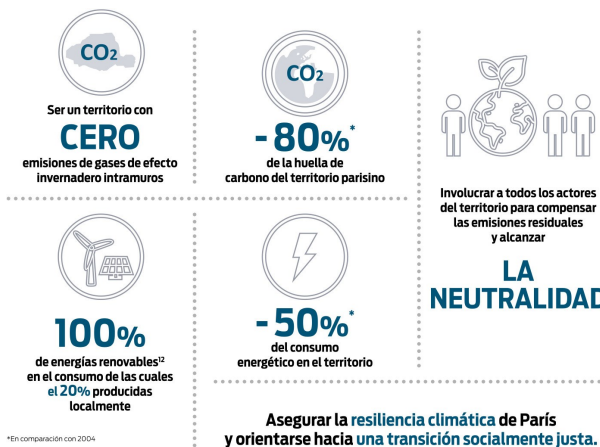 CO2
Ser un territorio con
CERO
emisiones de gases de efecto
invernadero intramuros
CO2
- 80%*
de la huella de
carbono del territorio parisino
Involucrar a todos los actores
del territorio para compensar
las emisiones residuales
y alcanzar
LA
NEUTRALIDAD
100%
de energías renovables12
en el consumo de las cuales
el 20% producidas
localmente
- 50%*
del consumo
energético en el territorio
Asegurar la resiliencia climática de París
y orientarse hacia una transición socialmente justa.
*En comparación con 2004